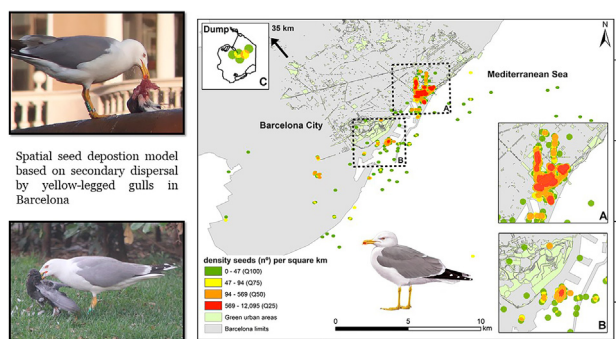 Dump
35 km
C
N
Mediterranean Sea
A
Barcelona City
B
Spatial seed depostion model
based on secondary dispersal
by yellow-legged gulls in
Barcelona
A
density seeds (nº) per square km
0 - 47 (Q100)
47 - 94 (Q75)
94 - 569 (Q50)
569 - 12,095 (Q25)
Green urban areas
Barcelona limits
0 5 10
km
B